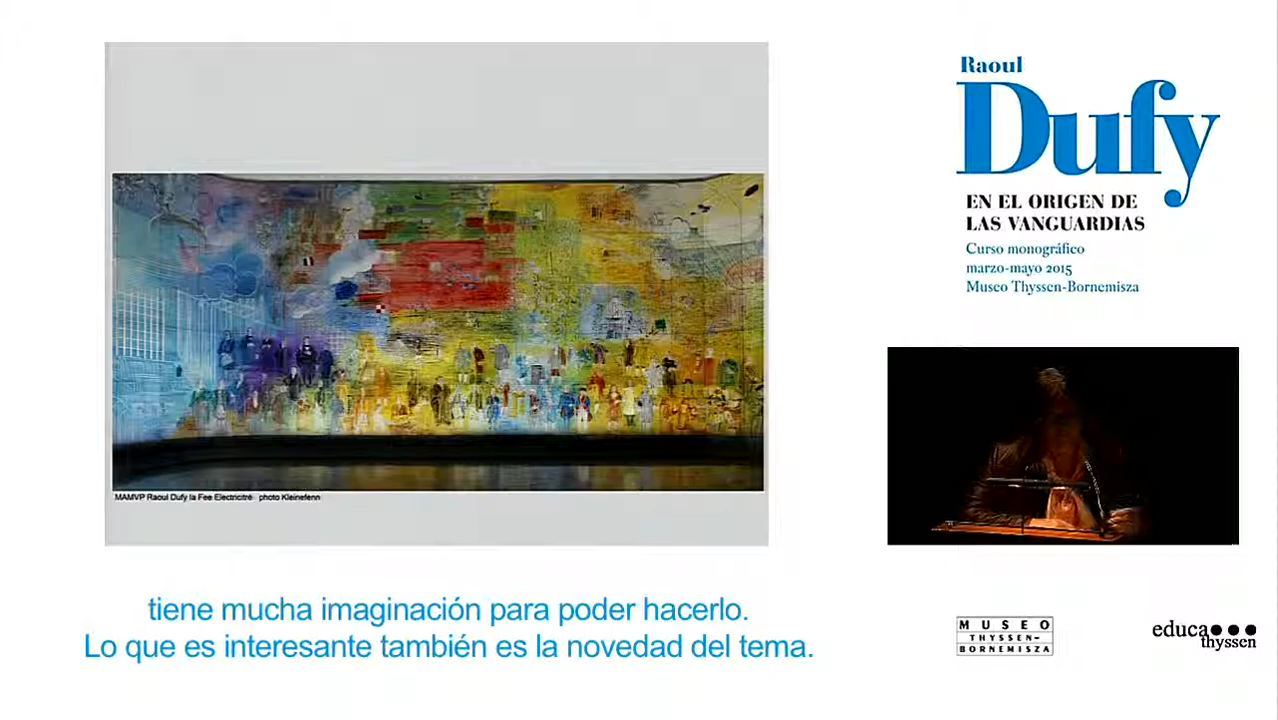 Raoul
Dufy
EN EL ORIGEN DE
LAS VANGUARDIAS
Curso monográfico
marzo-mayo 2015
Museo Thyssen-Bornemisza
MAMVP Raoul Dufy la Fee Electricitré photo Kleinefenn
tiene mucha imaginación para poder hacerlo.
Lo que es interesante también es la novedad del tema.
MUSEO
THYSSEN-
BORNEMISZA
educa
thyssen